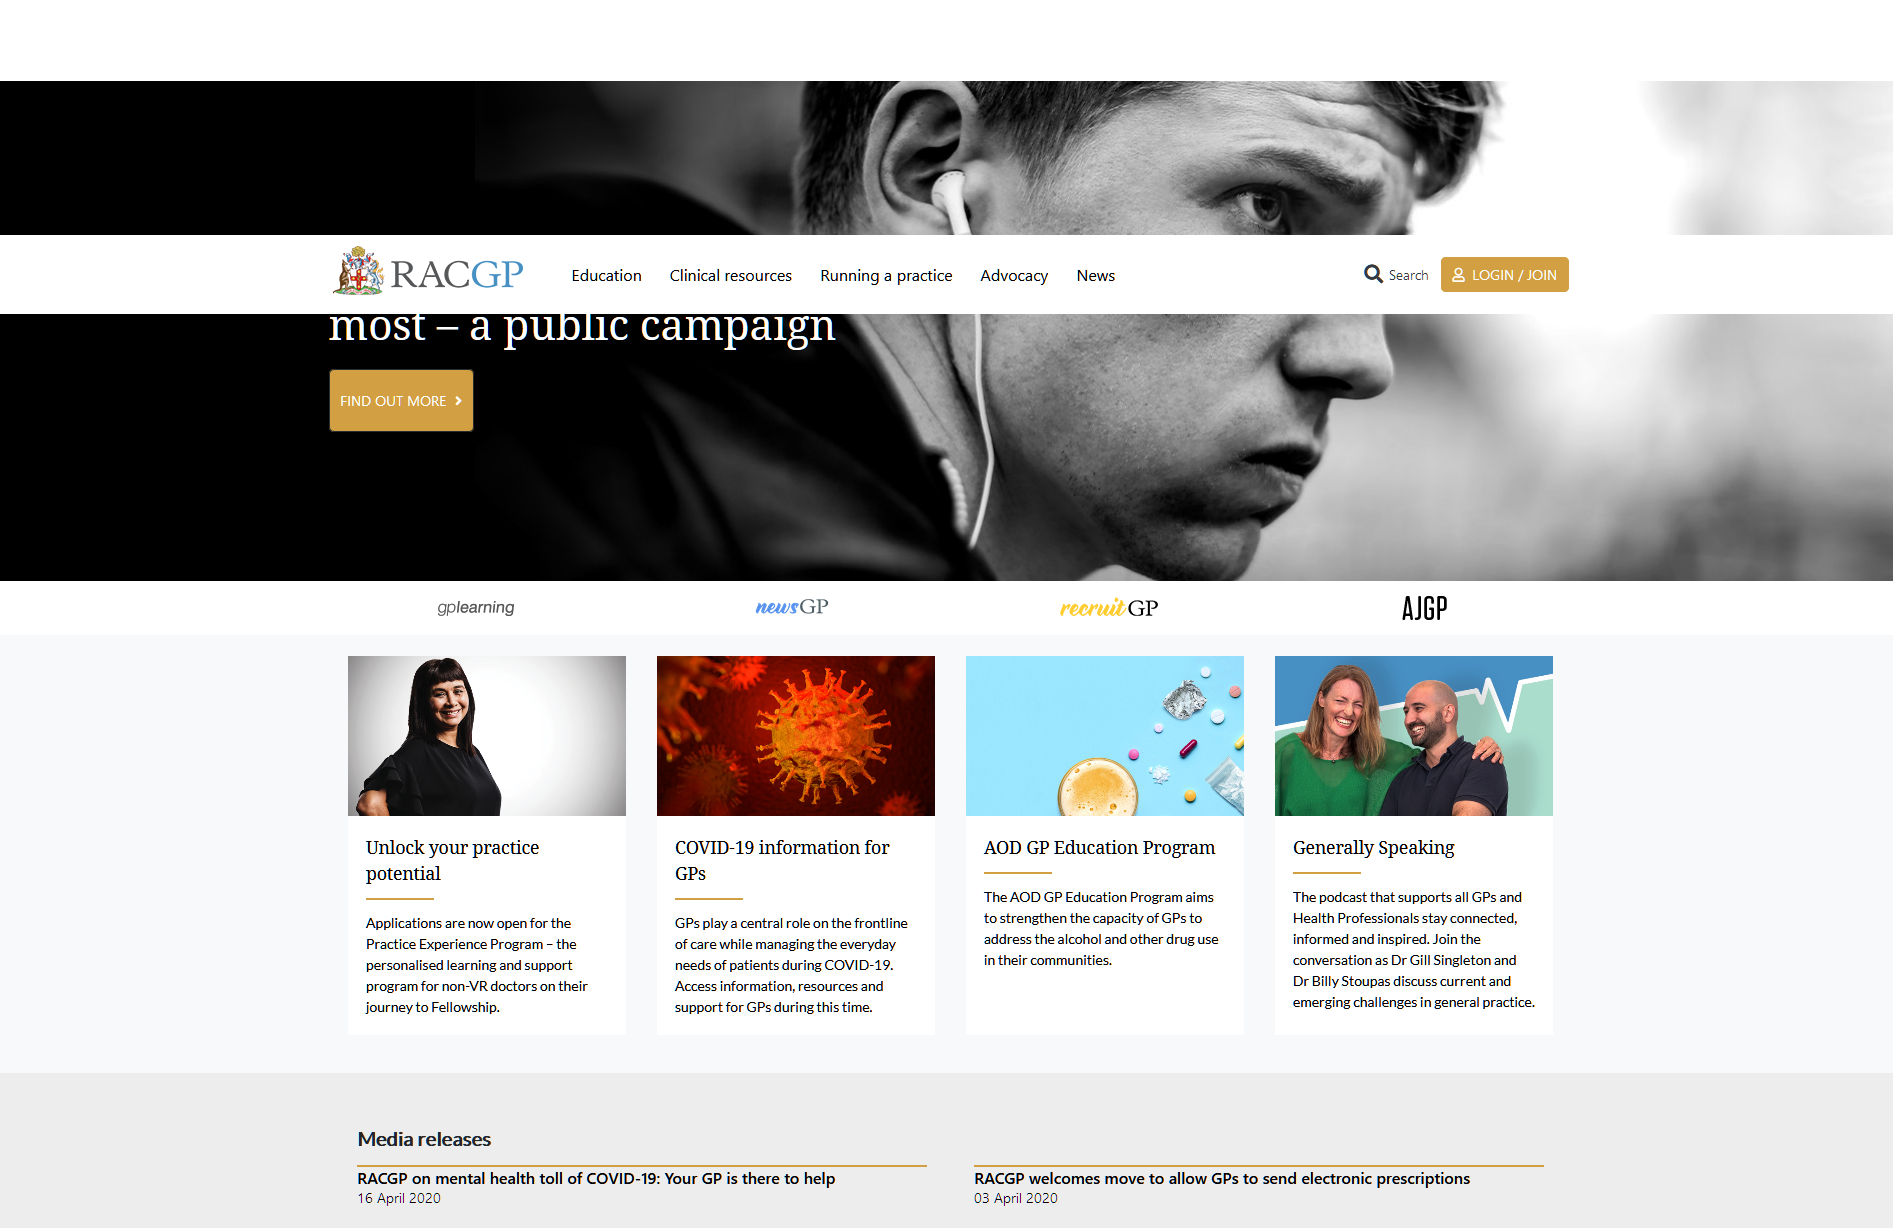 RACGP
Education
Clinical resources
Running a practice
Advocacy
News
Search
LOGIN / JOIN
most – a public campaign
FIND OUT MORE
gplearning
newsGP
recruitGP
AJGP
Unlock your practice
potential
Applications are now open for the
Practice Experience Program – the
personalised learning and support
program for non-VR doctors on their
journey to Fellowship.
COVID-19 information for
GPs
GPs play a central role on the frontline
of care while managing the everyday
needs of patients during COVID-19.
Access information, resources and
support for GPs during this time.
AOD GP Education Program
The AOD GP Education Program aims
to strengthen the capacity of GPs to
address the alcohol and other drug use
in their communities.
Generally Speaking
The podcast that supports all GPs and
Health Professionals stay connected,
informed and inspired. Join the
conversation as Dr Gill Singleton and
Dr Billy Stoupas discuss current and
emerging challenges in general practice.
Media releases
RACGP on mental health toll of COVID-19: Your GP is there to help
16 April 2020
RACGP welcomes move to allow GPs to send electronic prescriptions
03 April 2020